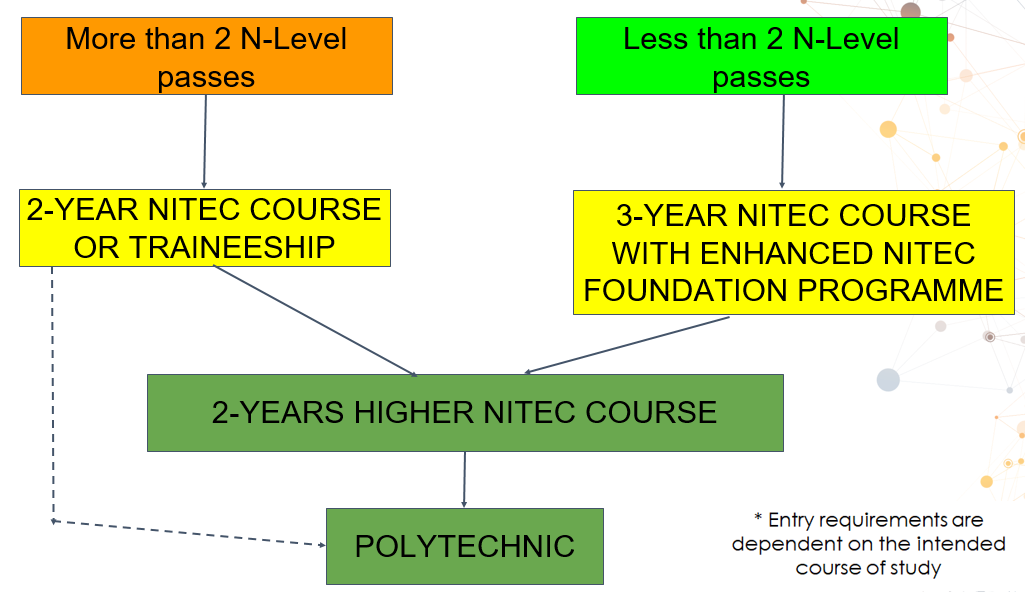 More than 2 N-Level
passes
Less than 2 N-Level
passes
2-YEAR NITEC COURSE
OR TRAINEESHIP
3-YEAR NITEC COURSE
WITH ENHANCED NITEC
FOUNDATION PROGRAMME
2-YEARS HIGHER NITEC COURSE
POLYTECHNIC
* Entry requirements are
dependent on the intended
course of study